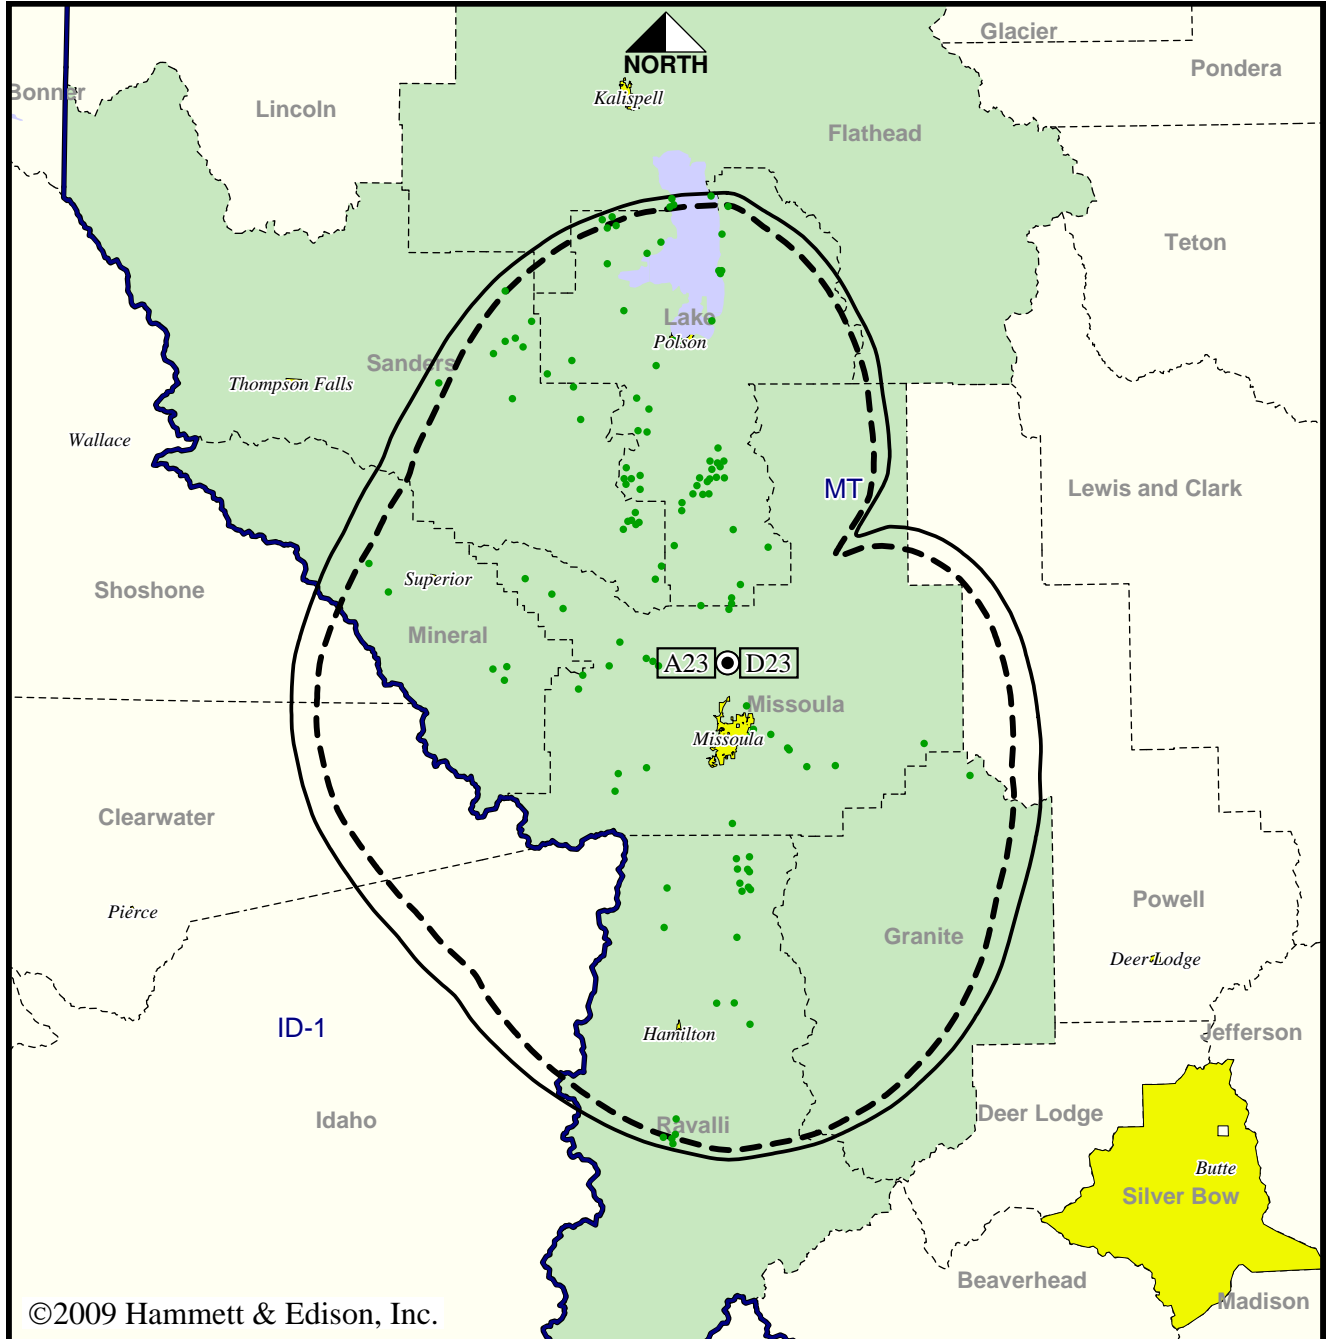 Glacier
NORTH
Pondera
Bonner
Kalispell
Lincoln
Flathead
Teton
Lake
Polson
Sanders
Thompson Falls
Wallace
MT
Lewis and Clark
Superior
Shoshone
Mineral
A23 D23
Missoula
Missoula
Clearwater
Powell
Pierce
Granite
Deer Lodge
ID-1
Hamilton
Jefferson
Idaho
Ravalli
Deer Lodge
Butte
Silver Bow
Beaverhead
Madison
©2009 Hammett & Edison, Inc.